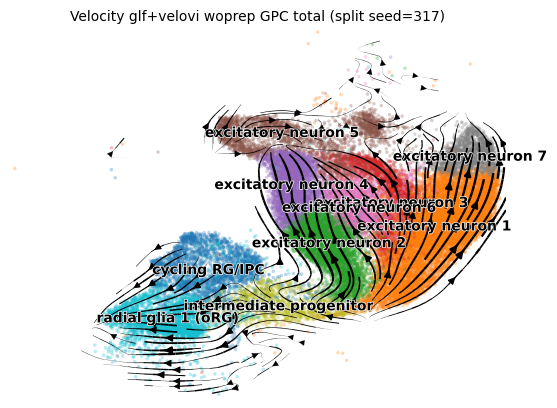 Velocity glf+velovi woprep GPC total (split seed=317)
excitatory neuron 5
excitatory neuron 7
excitatory neuron 4
excitatory neuron 3
excitatory neuron 6
excitatory neuron 1
excitatory neuron 2
cycling RG/IPC
intermediate progenitor
radial glia 1 (oRG)